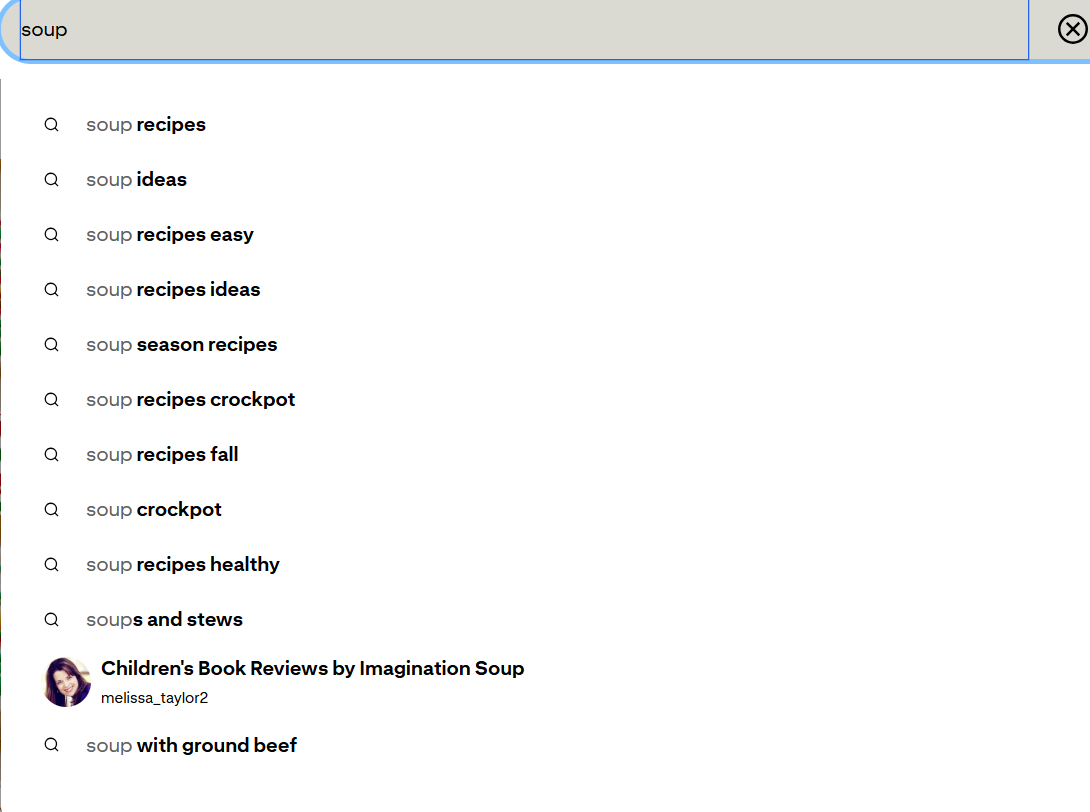 soup
soup recipes
soup ideas
soup recipes easy
soup recipes ideas
soup season recipes
soup recipes crockpot
soup recipes fall
soup crockpot
soup recipes healthy
soups and stews
Children's Book Reviews by Imagination Soup
melissa_taylor2
soup with ground beef